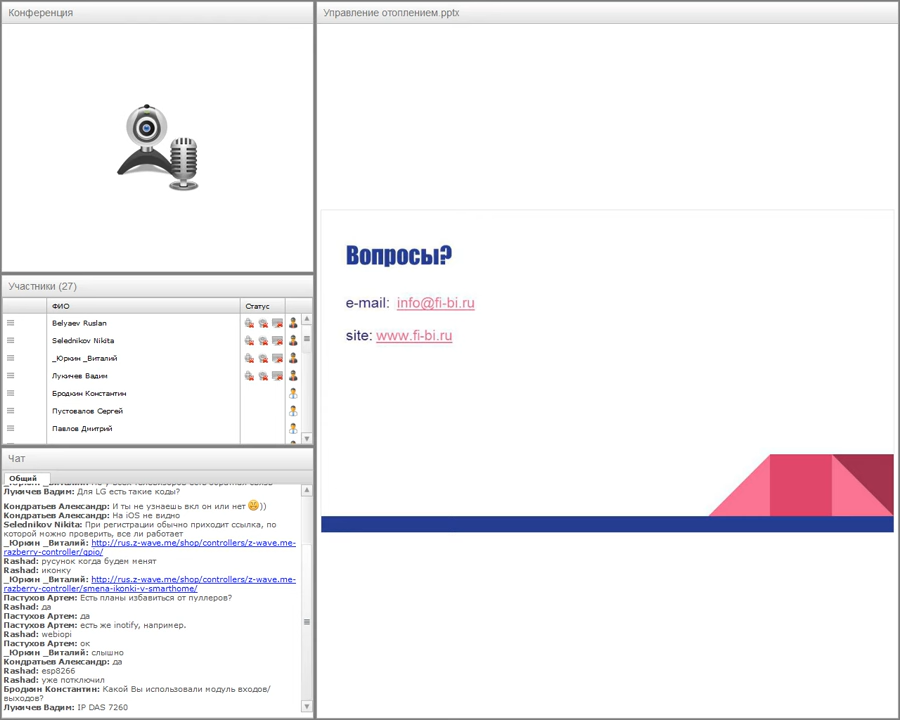 Конференция
Управление отоплением.pptx
Вопросы?
e-mail: info@fi-bi.ru
site: www.fi-bi.ru
Участники (27)
ФИО Статус
Belyaev Ruslan
Selednikov Nikita
_Юркин _Виталий
Лукичев Вадим
Бродкин Константин
Пустовалов Сергей
Павлов Дмитрий
Чат
Общий
Лукичев Вадим: Для LG есть такие коды?
Кондратьев Александр: И ты не узнаешь вкл он или нет ))
Кондратьев Александр: На iOS не видно
Selednikov Nikita: При регистрации обычно приходит ссылка, по
которой можно проверить, все ли работает
_Юркин _Виталий: http://rus.z-wave.me/shop/controllers/z-wave.me-
razberry-controller/gpio/
Rashad: русунок когда будем менят
Rashad: иконку
_Юркин _Виталий: http://rus.z-wave.me/shop/controllers/z-wave.me-
razberry-controller/smena-ikonki-v-smarthome/
Пастухов Артем: Есть планы избавиться от пуллеров?
Rashad: да
Пастухов Артем: да
Пастухов Артем: есть же inotify, например.
Rashad: webiopi
Пастухов Артем: ок
_Юркин _Виталий: слышно
Кондратьев Александр: да
Rashad: esp8266
Rashad: уже потключил
Бродкин Константин: Какой Вы использовали модуль входов/
выходов?
Лукичев Вадим: IP DAS 7260